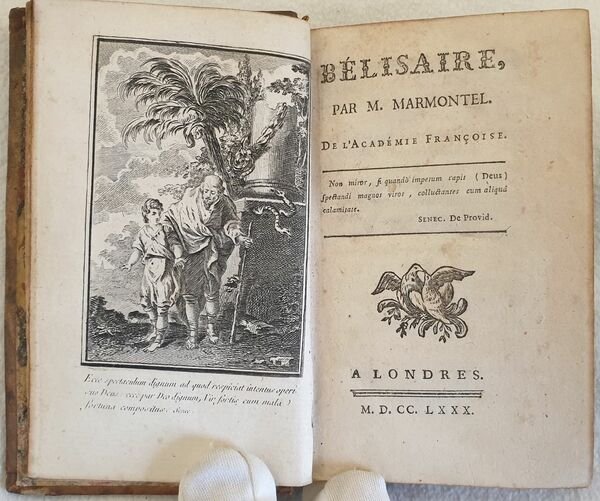 Ecce spectaculum dignum ad quod respiciat intentus operi
suo Deus: ecce par Deo dignum, Vir fortis cum mala
fortuna compositus. Senec.
BÉLISAIRE,
PAR M. MARMONTEL.
DE L'ACADÉMIE FRANÇOISE.
Non miror, si quandò impetum capit (Deus)
spectandi magnos viros, colluctantes cum aliquâ
calamitate.
SENEC. De Provid.
A LONDRES.
M. D. CC. LXXX.